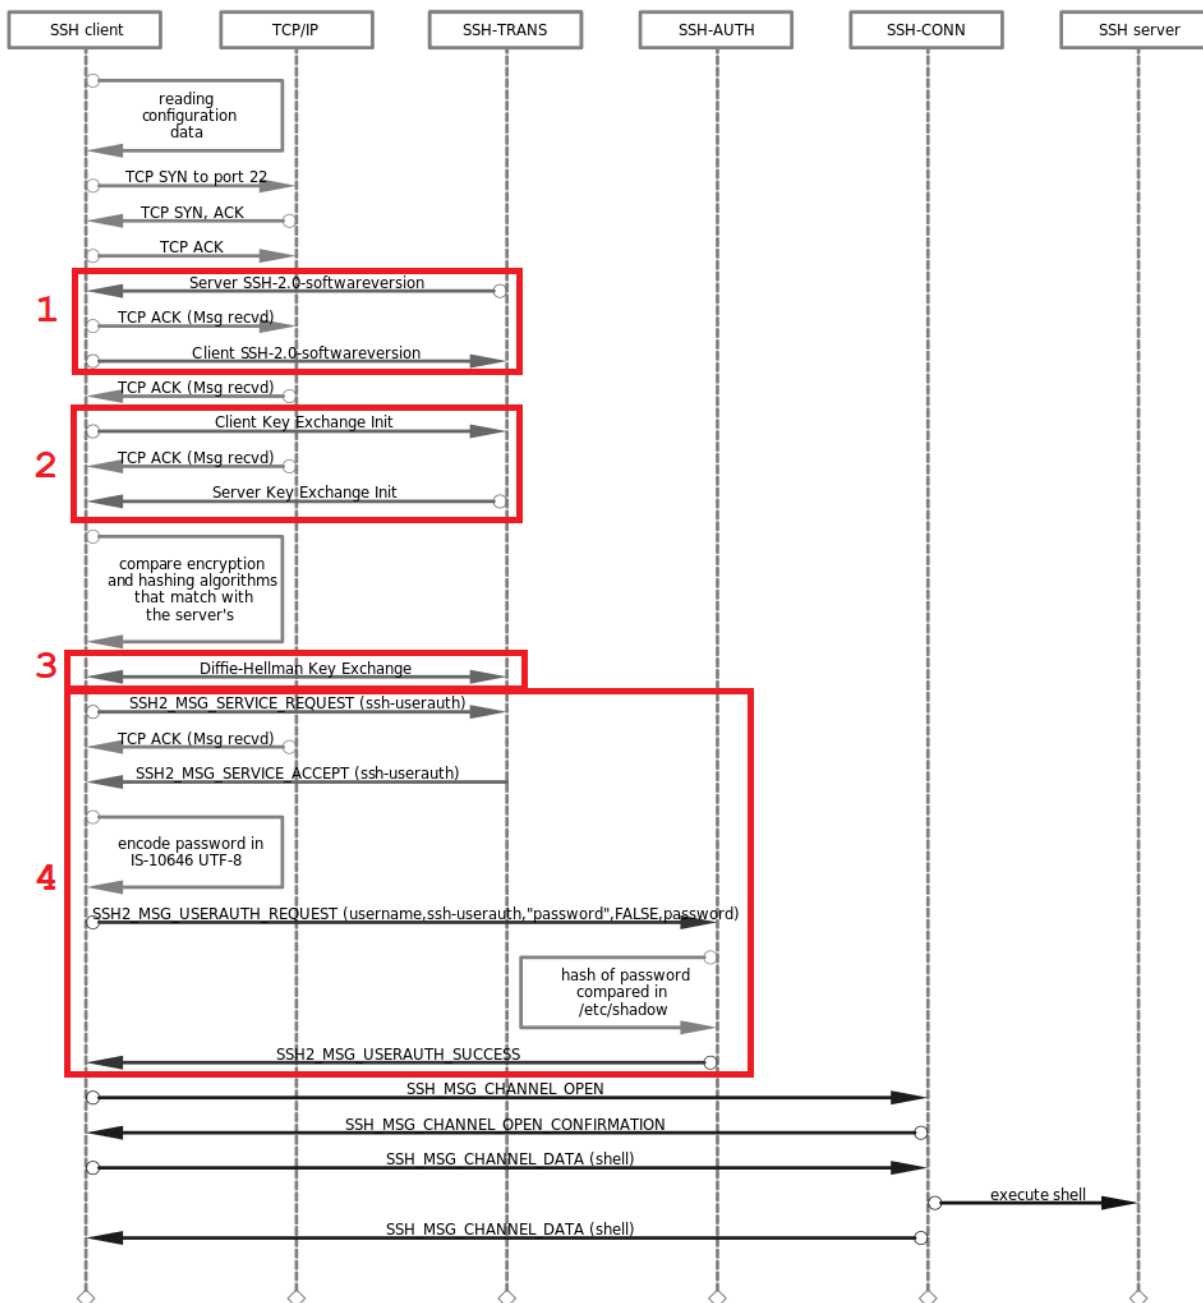 SSH client TCP/IP SSH-TRANS SSH-AUTH SSH-CONN SSH server
reading
configuration
data
TCP SYN to port 22
TCP SYN, ACK
TCP ACK
1
Server SSH-2.0-softwareversion
TCP ACK (Msg recvd)
Client SSH-2.0-softwareversion
TCP ACK (Msg recvd)
2
Client Key Exchange Init
TCP ACK (Msg recvd)
Server Key Exchange Init
compare encryption
and hashing algorithms
that match with
the server's
3
Diffie-Hellman Key Exchange
4
SSH2_MSG_SERVICE_REQUEST (ssh-userauth)
TCP ACK (Msg recvd)
SSH2_MSG_SERVICE_ACCEPT (ssh-userauth)
encode password in
IS-10646 UTF-8
SSH2_MSG_USERAUTH_REQUEST (username,ssh-userauth,"password",FALSE,password)
hash of password
compared in
/etc/shadow
SSH2_MSG_USERAUTH_SUCCESS
SSH_MSG_CHANNEL_OPEN
SSH_MSG_CHANNEL_OPEN_CONFIRMATION
SSH_MSG_CHANNEL_DATA (shell)
execute shell
SSH_MSG_CHANNEL_DATA (shell)